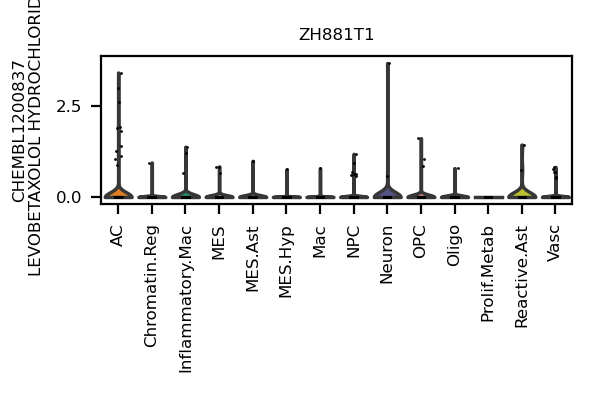 ZH881T1
CHEMBL1200837
LEVOBETAXOLOL HYDROCHLORID
2.5
0.0
AC
Chromatin.Reg
Inflammatory.Mac
MES
MES.Ast
MES.Hyp
Mac
NPC
Neuron
OPC
Oligo
Prolif.Metab
Reactive.Ast
Vasc